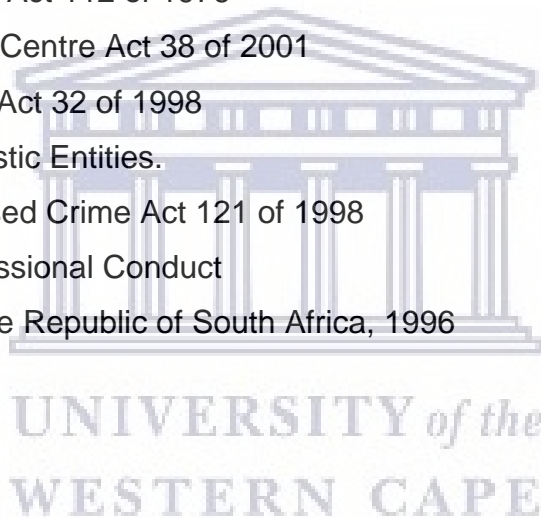 Act 112 of 1976
Centre Act 38 of 2001
Act 32 of 1998
stic Entities.
ed Crime Act 121 of 1998
ssional Conduct
e Republic of South Africa, 1996
UNIVERSITY of the
WESTERN CAPE